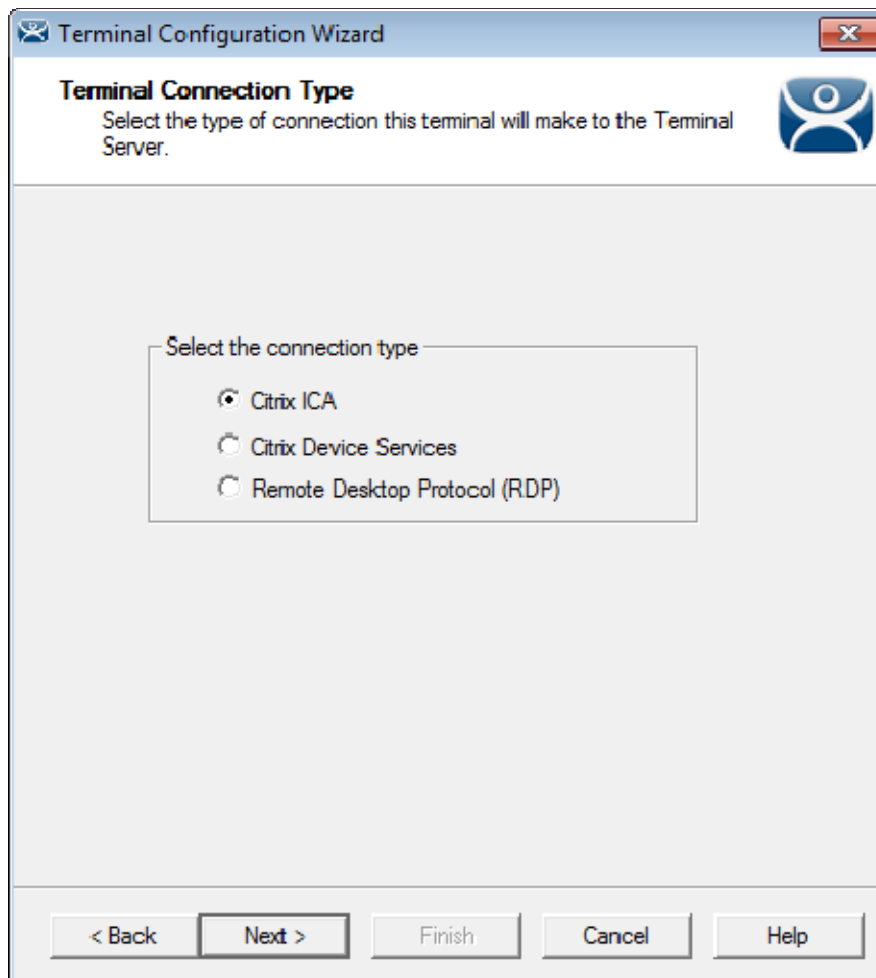 Terminal Configuration Wizard
Terminal Connection Type
Select the type of connection this terminal will make to the Terminal
Server.
Select the connection type
Citrix ICA
Citrix Device Services
Remote Desktop Protocol (RDP)
< Back Next > Finish Cancel Help